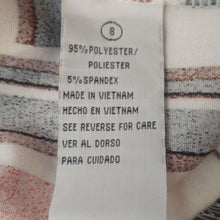 8
95% POLYESTER/
POLIESTER
5% SPANDEX
MADE IN VIETNAM
HECHO EN VIETNAM
SEE REVERSE FOR CARE
VER AL DORSO
PARA CUIDADO